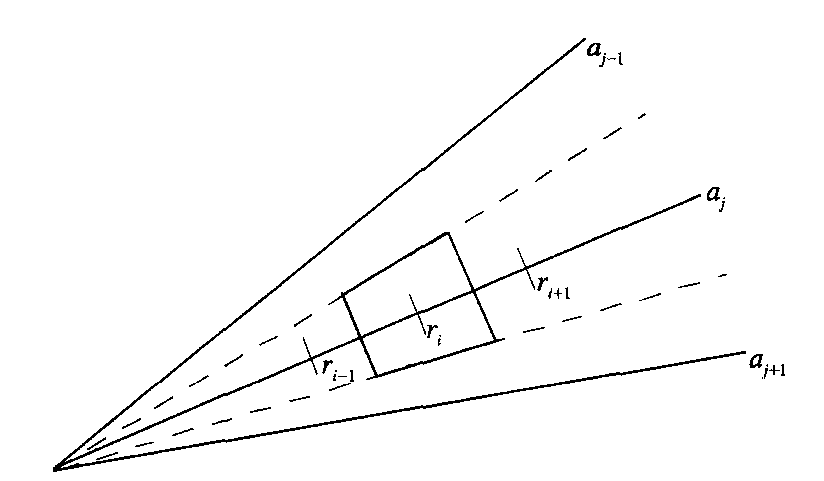 a_{j-1}
a_j
r_{i+1}
r_i
r_{i-1}
a_{j+1}